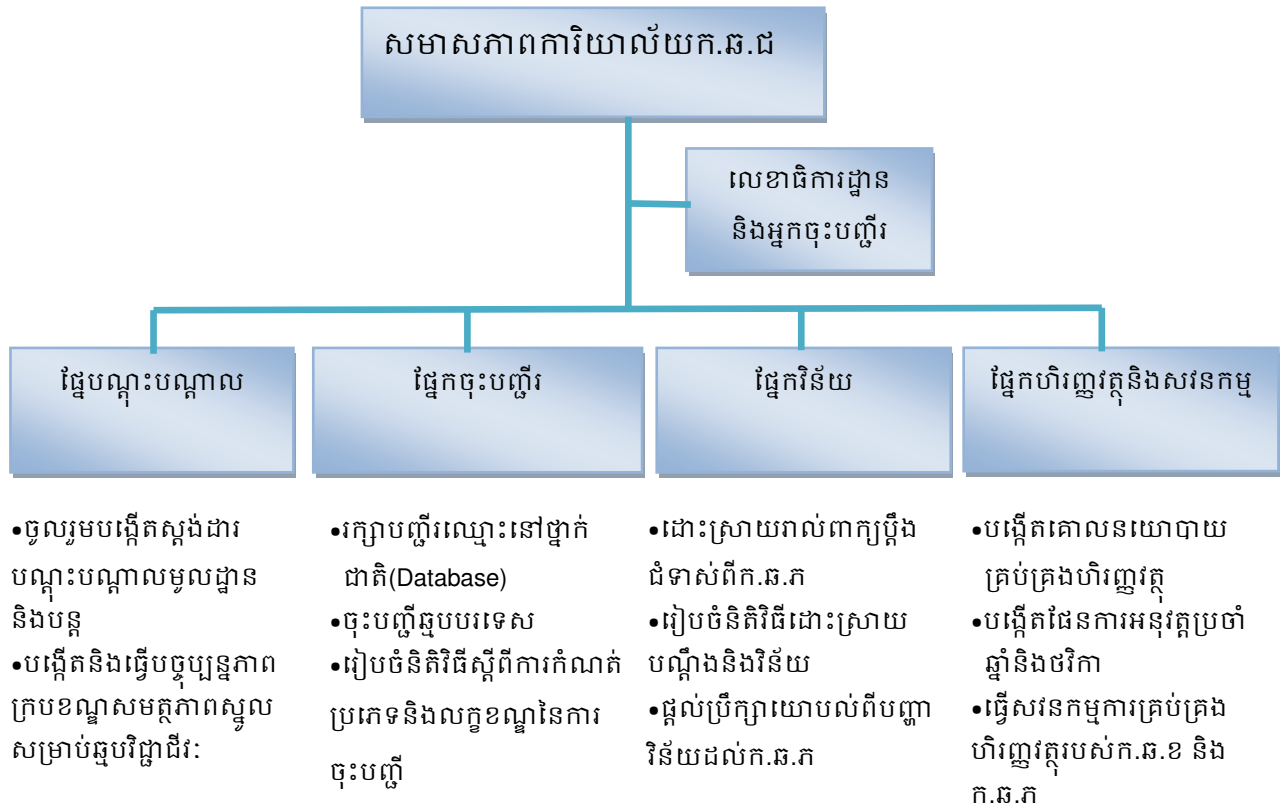 សមាសភាពការិយាល័យក.ឆ.ជ
លេខាធិការដ្ឋាន
និងអ្នកចុះបញ្ជីរ
ផ្នែបណ្តុះបណ្តាល
ផ្នែកចុះបញ្ជីរ
ផ្នែកវិន័យ
ផ្នែកហិរញ្ញវត្ថុនិងសវនកម្ម
•ចូលរួមបង្កើតស្តង់ដារ
បណ្តុះបណ្តាលមូលដ្ឋាន
និងបន្ត
•បង្កើតនិងធ្វើបច្ចុប្បន្នភាព
ក្របខណ្ឌសមត្ថភាពស្នូល
សម្រាប់ឆ្មបវិជ្ជាជីវៈ
•រក្សាបញ្ជីរឈ្មោះនៅថ្នាក់
ជាតិ(Database)
•ចុះបញ្ជីឆ្មបបរទេស
•រៀបចំនិតិវិធីស្តីពីការកំណត់
ប្រភេទនិងលក្ខខណ្ឌនៃការ
ចុះបញ្ជី
•ដោះស្រាយរាល់ពាក្យប្តឹង
ជំទាស់ពីក.ឆ.ភ
•រៀបចំនិតិវិធីដោះស្រាយ
បណ្តឹងនិងវិន័យ
•ផ្តល់ប្រឹក្សាយោបល់ពីបញ្ហា
វិន័យដល់ក.ឆ.ភ
•បង្កើតគោលនយោបាយ
គ្រប់គ្រងហិរញ្ញវត្ថុ
•បង្កើតផែនការអនុវត្តប្រចាំ
ឆ្នាំនិងថវិកា
•ធ្វើសវនកម្មការគ្រប់គ្រង
ហិរញ្ញវត្ថុរបស់ក.ឆ.ខ និង
ក.ឆ.ភ